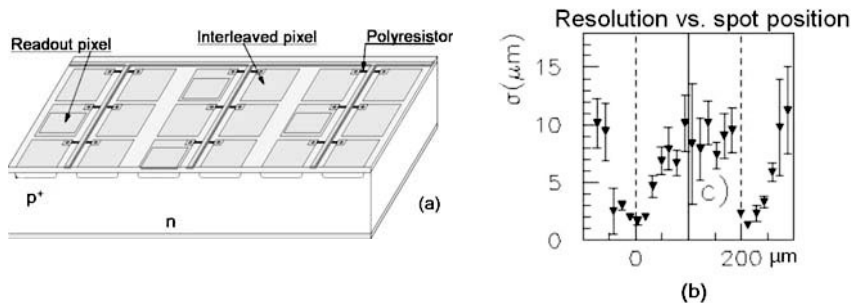 Readout pixel
Interleaved pixel
Polyresistor
p+
n
(a)
Resolution vs. spot position
σ(μm)
15
10
5
0
c)
0
200 μm
(b)